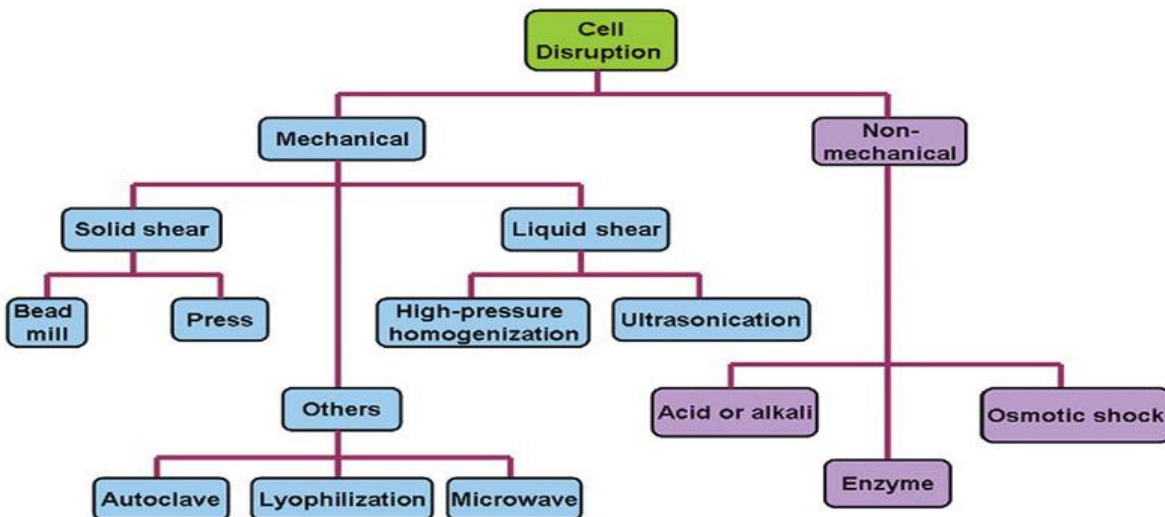 Cell
Disruption
Mechanical
Non-
mechanical
Solid shear
Liquid shear
Bead
mill
Press
High-pressure
homogenization
Ultrasonication
Others
Acid or alkali
Osmotic shock
Enzyme
Autoclave
Lyophilization
Microwave